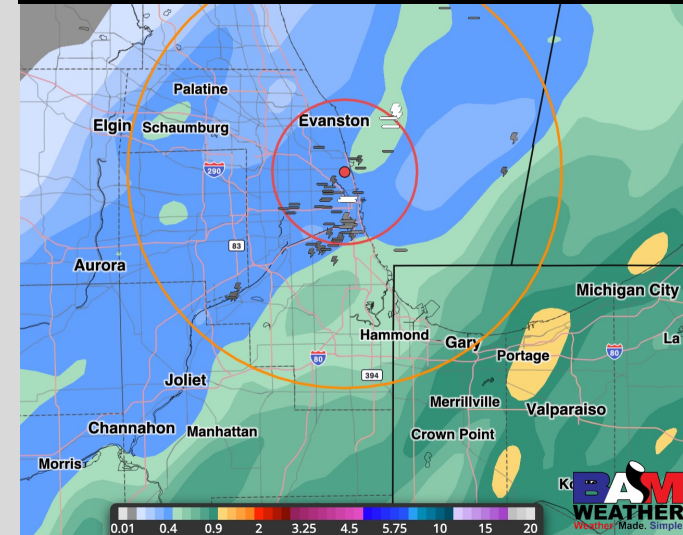 Palatine
Elgin Schaumburg
Evanston
290
83
Aurora
Michigan City
Hammond
Gary
Portage
80
La
80
394
Joliet
Merrillville
Valparaiso
Channahon
Manhattan
Crown Point
Morris
Ko
BAM
WEATHER
Weather. Made. Simple
0.01 0.4 0.9 2 3.25 4.5 5.75 10 15 20